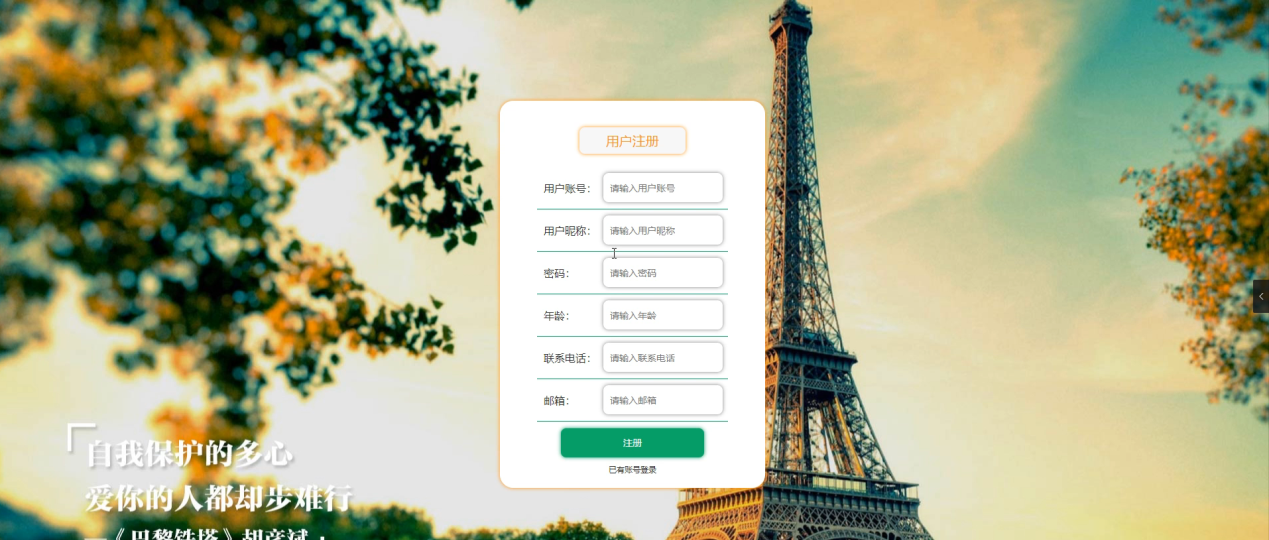 用户注册
用户账号: 请输入用户账号
用户昵称: 请输入用户昵称
密码: 请输入密码
年龄: 请输入年龄
联系电话: 请输入联系电话
邮箱: 请输入邮箱
注册
已有账号登录
「自我保护的多心
爱你的人都却步难行
—《巴黎铁塔》胡彦斌